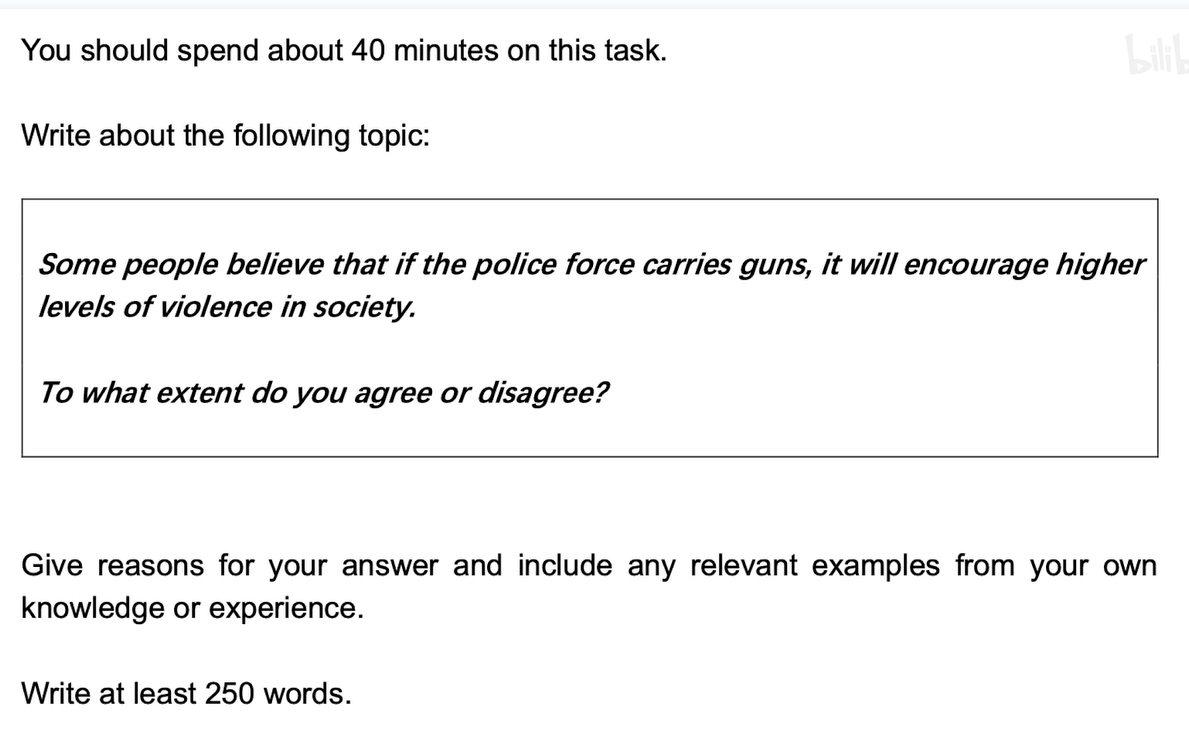 You should spend about 40 minutes on this task.
Write about the following topic:
Some people believe that if the police force carries guns, it will encourage higher
levels of violence in society.
To what extent do you agree or disagree?
Give reasons for your answer and include any relevant examples from your own
knowledge or experience.
Write at least 250 words.